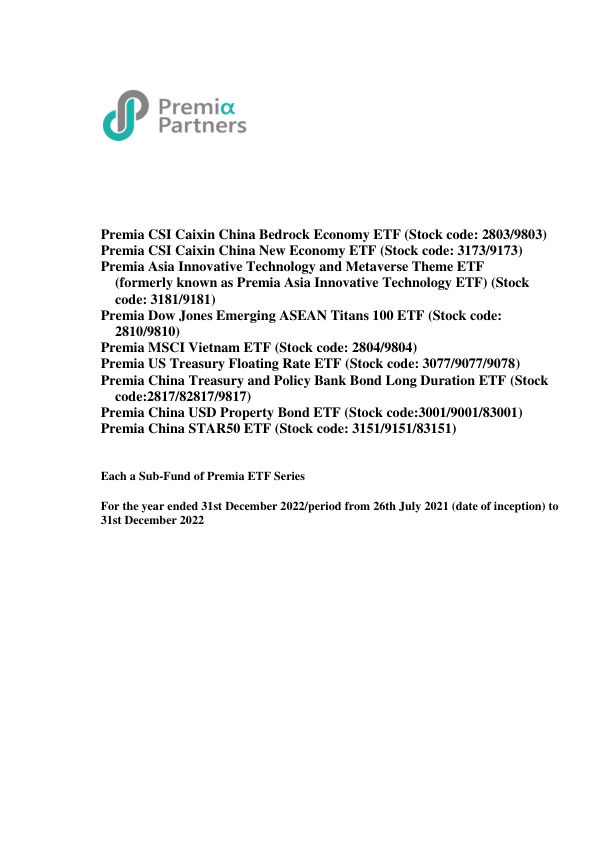 Premiα
Partners
Premia CSI Caixin China Bedrock Economy ETF (Stock code: 2803/9803)
Premia CSI Caixin China New Economy ETF (Stock code: 3173/9173)
Premia Asia Innovative Technology and Metaverse Theme ETF
(formerly known as Premia Asia Innovative Technology ETF) (Stock
code: 3181/9181)
Premia Dow Jones Emerging ASEAN Titans 100 ETF (Stock code:
2810/9810)
Premia MSCI Vietnam ETF (Stock code: 2804/9804)
Premia US Treasury Floating Rate ETF (Stock code: 3077/9077/9078)
Premia China Treasury and Policy Bank Bond Long Duration ETF (Stock
code:2817/82817/9817)
Premia China USD Property Bond ETF (Stock code:3001/9001/83001)
Premia China STAR50 ETF (Stock code: 3151/9151/83151)
Each a Sub-Fund of Premia ETF Series
For the year ended 31st December 2022/period from 26th July 2021 (date of inception) to
31st December 2022